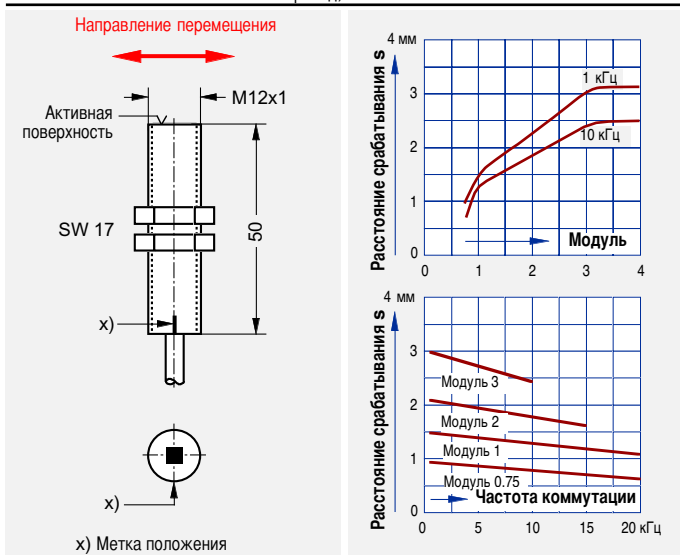 Направление перемещения
M12x1
Активная
поверхность
SW 17
50
x)
x)
x) Метка положения
Расстояние срабатывания s
4 мм
3
2
1
0
1 кГц
10 кГц
Модуль
0 1 2 3 4
Расстояние срабатывания s
4 мм
3
2
1
0
Модуль 3
Модуль 2
Модуль 1
Модуль 0.75
Частота коммутации
0 5 10 15 20 кГц